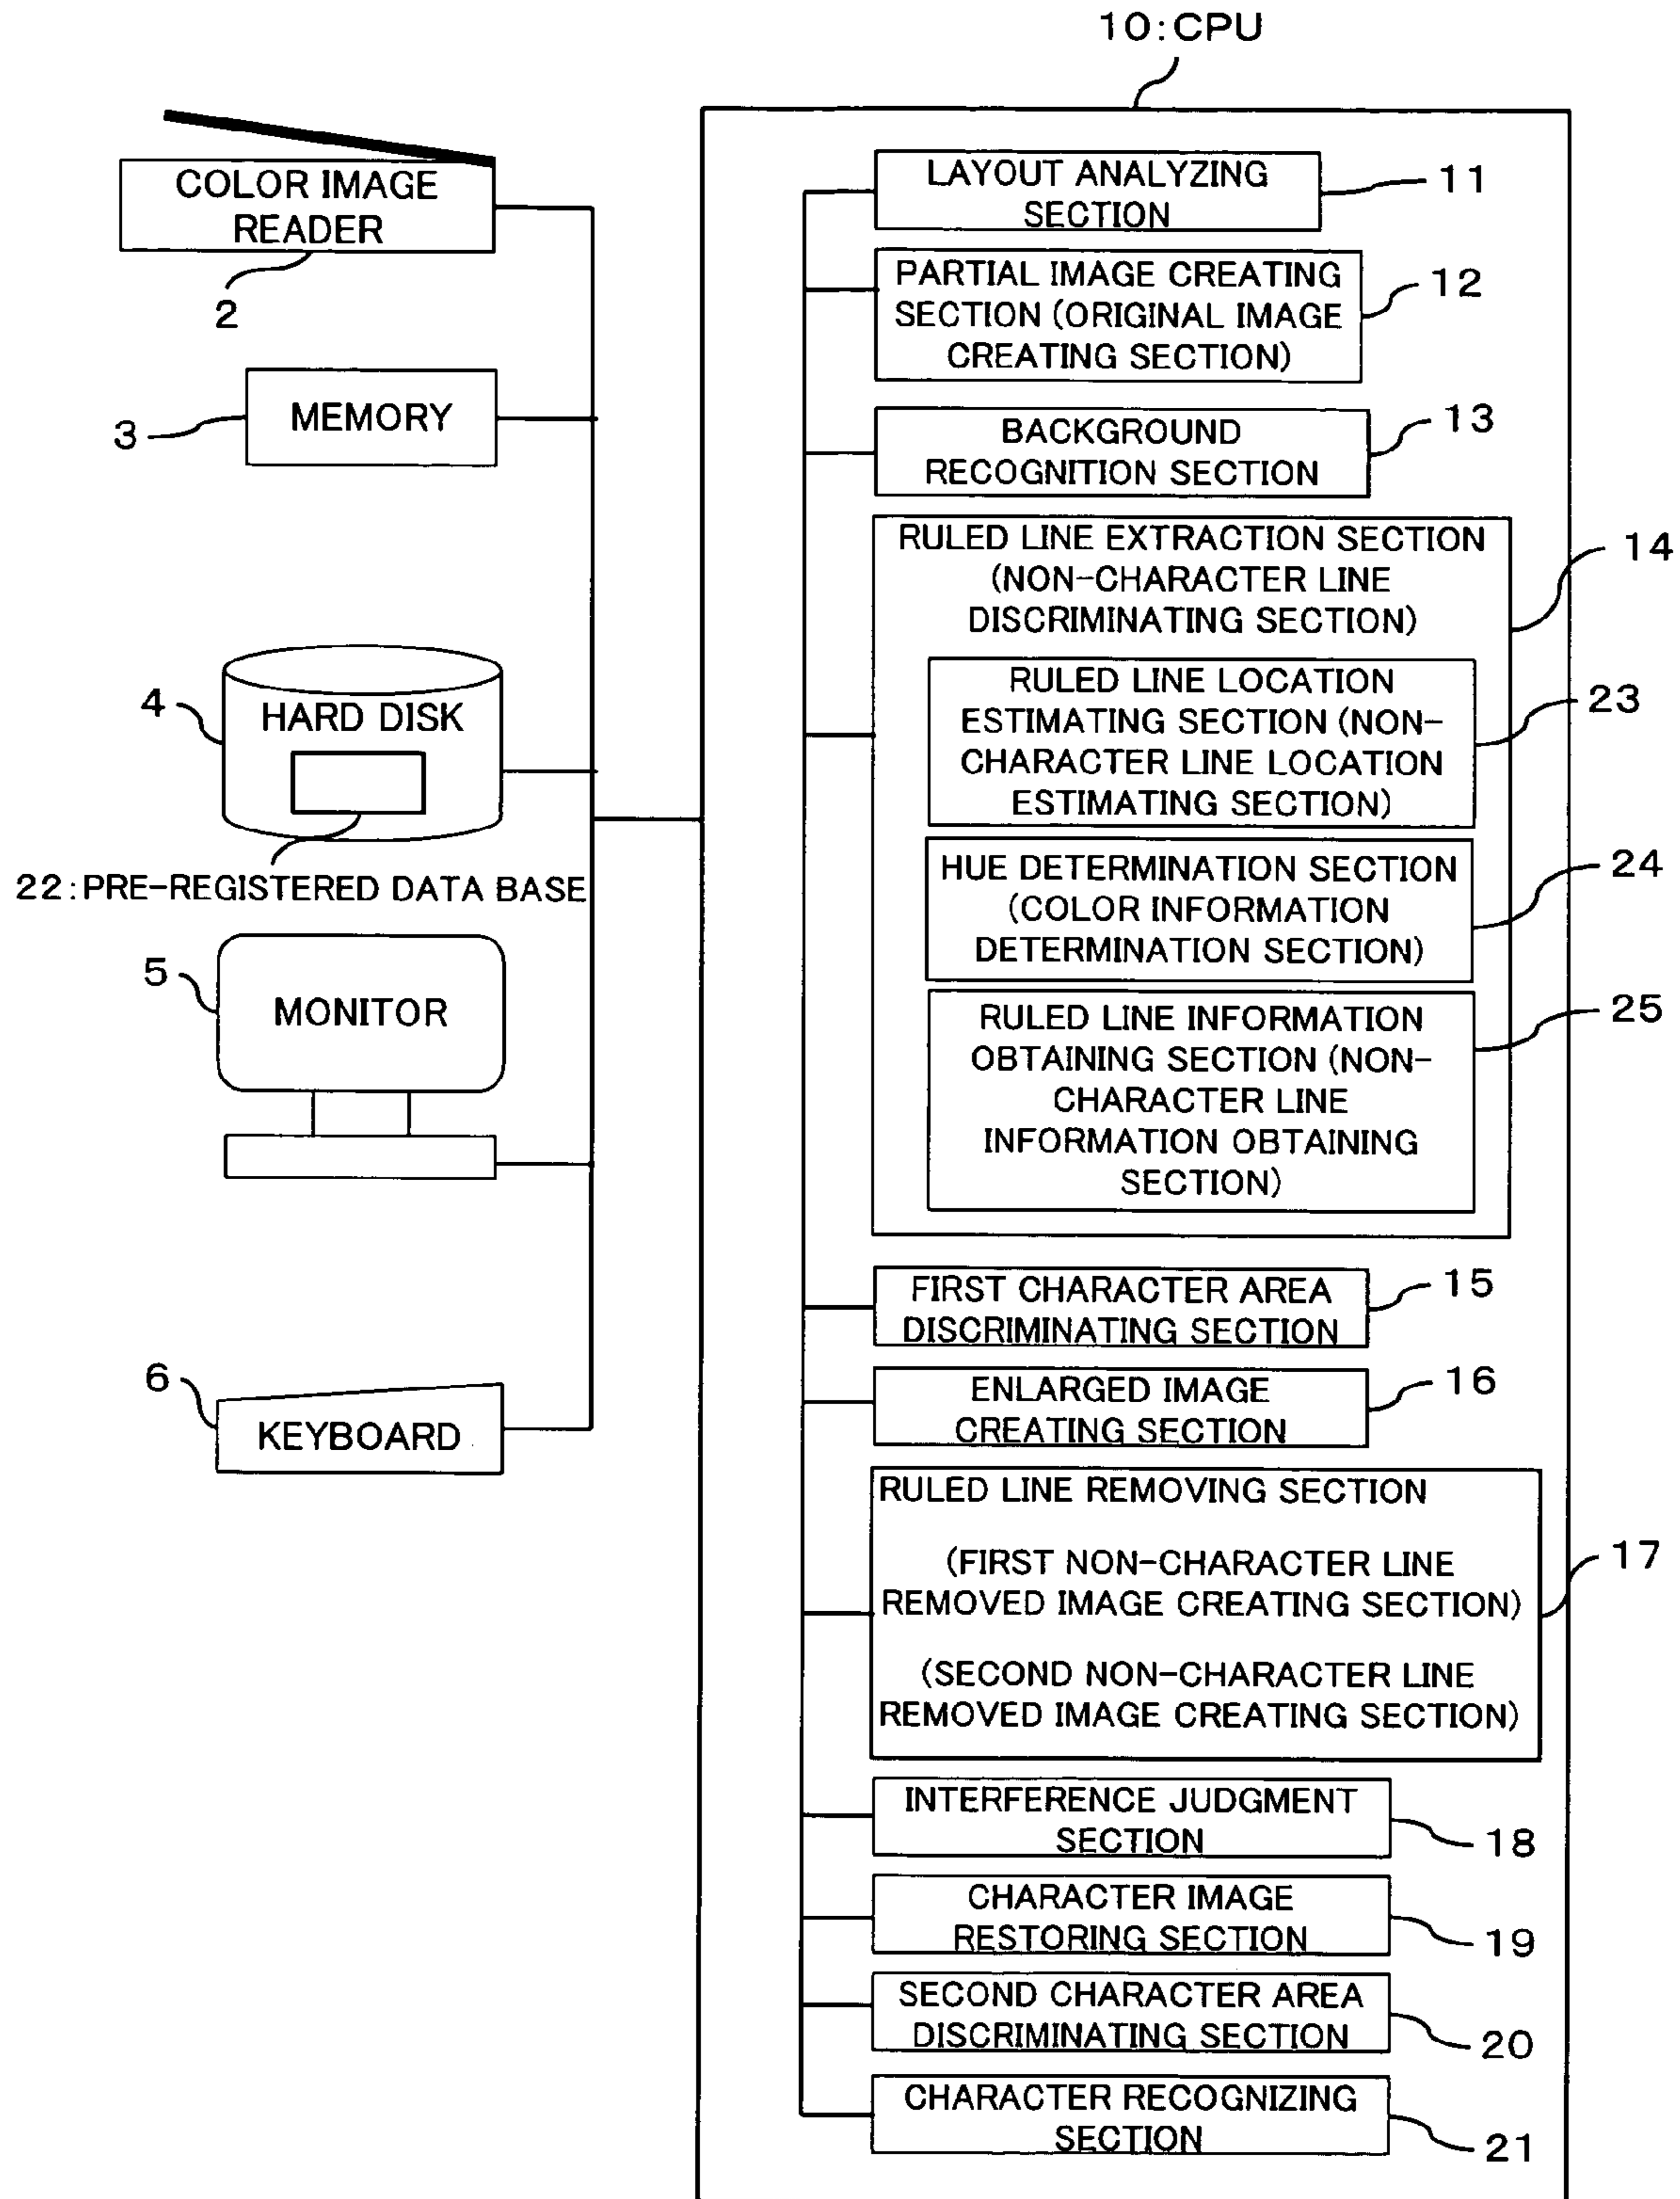 10:CPU
COLOR IMAGE
READER
2
MEMORY
3
4
HARD DISK
22:PRE-REGISTERED DATA BASE
5
MONITOR
6
KEYBOARD
LAYOUT ANALYZING
SECTION
11
PARTIAL IMAGE CREATING
SECTION (ORIGINAL IMAGE
CREATING SECTION)
12
BACKGROUND
RECOGNITION SECTION
13
RULED LINE EXTRACTION SECTION
(NON-CHARACTER LINE
DISCRIMINATING SECTION)
14
RULED LINE LOCATION
ESTIMATING SECTION (NON-
CHARACTER LINE LOCATION
ESTIMATING SECTION)
23
HUE DETERMINATION SECTION
(COLOR INFORMATION
DETERMINATION SECTION)
24
RULED LINE INFORMATION
OBTAINING SECTION (NON-
CHARACTER LINE
INFORMATION OBTAINING
SECTION)
25
FIRST CHARACTER AREA
DISCRIMINATING SECTION
15
ENLARGED IMAGE
CREATING SECTION
16
RULED LINE REMOVING SECTION
(FIRST NON-CHARACTER LINE
REMOVED IMAGE CREATING SECTION)
(SECOND NON-CHARACTER LINE
REMOVED IMAGE CREATING SECTION)
17
INTERFERENCE JUDGMENT
SECTION
18
CHARACTER IMAGE
RESTORING SECTION
19
SECOND CHARACTER AREA
DISCRIMINATING SECTION
20
CHARACTER RECOGNIZING
SECTION
21